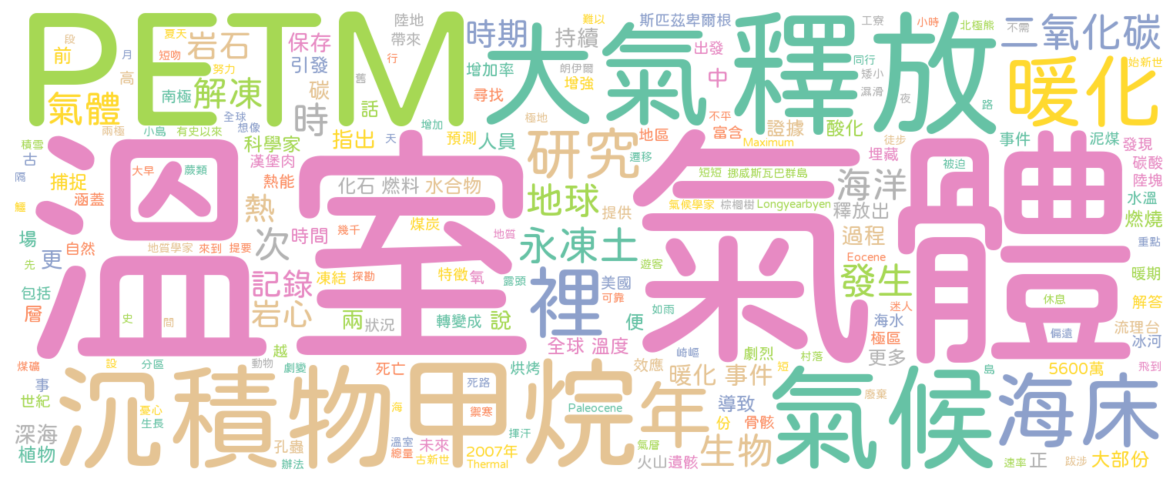 PETM
大氣
釋放
二氧化碳
暖化
氣體
解凍
岩石
保存
引發
時期
持續
陸地
帶來
斯匹茲卑爾根
出發
中
增加率
增強
朗伊爾
尋找
碳
時
高
前
段
夏天
月
短吻
努力
南極
話
行
舊
工寮
小時
難以
北極熊
不需
同行
矮小
濕滑
夜
路
始新世
溫室
氣體
積雪
古
隔
兩極
小島
有史以來
全球
想像
科學家
指出
天
增加
預測
人員
極地
研究
遷移
地區
不平
Maximum
富含
證據
酸化
埋藏
徒步
被迫
事件
泥煤
發現
碳酸
陸塊
水溫
燃燒
重點
暖期
解答
流理台
冰河
飛到
捕捉
涵蓋
大旱
蕨類
漢堡肉
熱能
化石
燃料
水合物
地球
提供
短短
挪威斯瓦巴群島
氣候學家
棕櫚樹
Longyearbyen
海洋
釋放出
過程
Eocene
發生
鱷
場
自然
地質學家
來到
提要
熱
次
時間
幾千
煤炭
地質
永凍土
更
先
包括
層
記錄
凍結
探勘
特徵
氧
露頭
美國
可靠
遊客
裡
如雨
迷人
海水
極區
更多
休息
偏遠
史
間
岩心
兩
狀況
轉變成
說
便
全球
溫度
崎嶇
劇烈
村落
煤礦
設
分區
動物
越
死亡
烘烤
效應
暖化
事件
短
島
5600萬
沉積物
甲烷
年
氣候
海床
事
世紀
劇變
死路
禦寒
Paleocene
導致
份
骨骸
廢棄
深海
植物
憂心
生長
孔蟲
辦法
海
溫室
總量
未來
古新世
揮汗
2007年
Thermal
氣層
火山
遺骸
生物
速率
正
跋涉
大部份